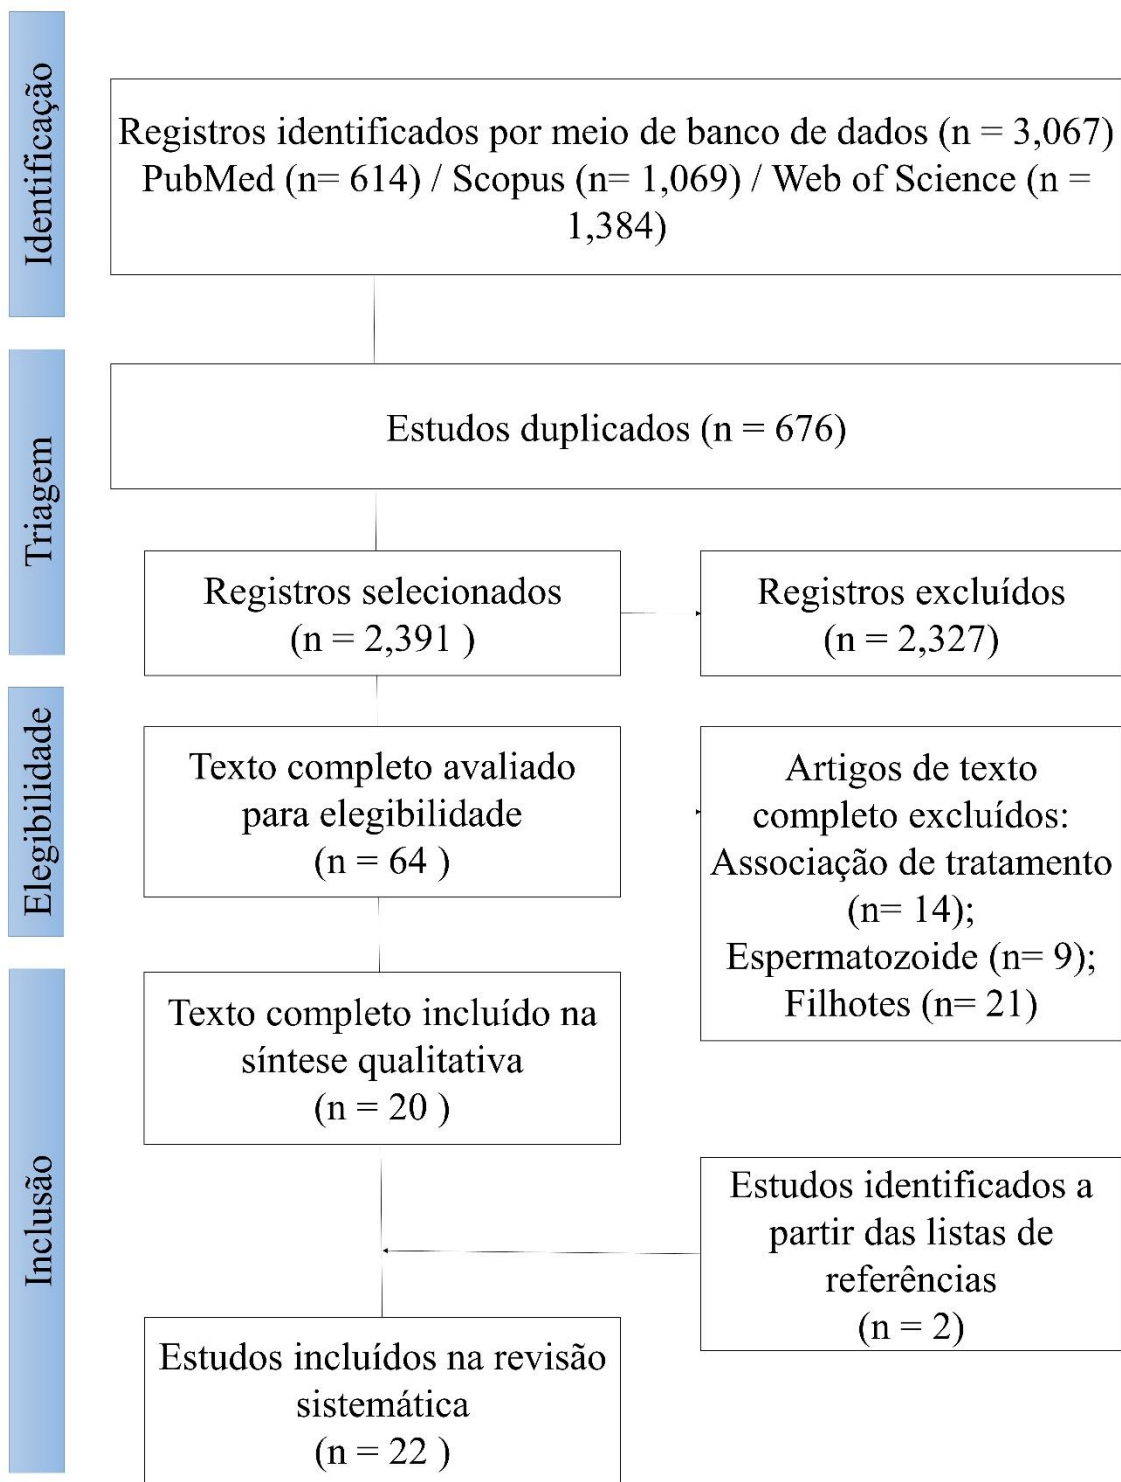 Identificação
Registros identificados por meio de banco de dados (n = 3,067)
PubMed (n= 614) / Scopus (n= 1,069) / Web of Science (n =
1,384)
Triagem
Estudos duplicados (n = 676)
Registros selecionados
(n = 2,391 )
Registros excluídos
(n = 2,327)
Elegibilidade
Texto completo avaliado
para elegibilidade
(n = 64 )
Artigos de texto
completo excluídos:
Associação de tratamento
(n= 14);
Espermatozoide (n= 9);
Filhotes (n= 21)
Inclusão
Texto completo incluído na
síntese qualitativa
(n = 20 )
Estudos identificados a
partir das listas de
referências
(n = 2)
Estudos incluídos na revisão
sistemática
(n = 22 )